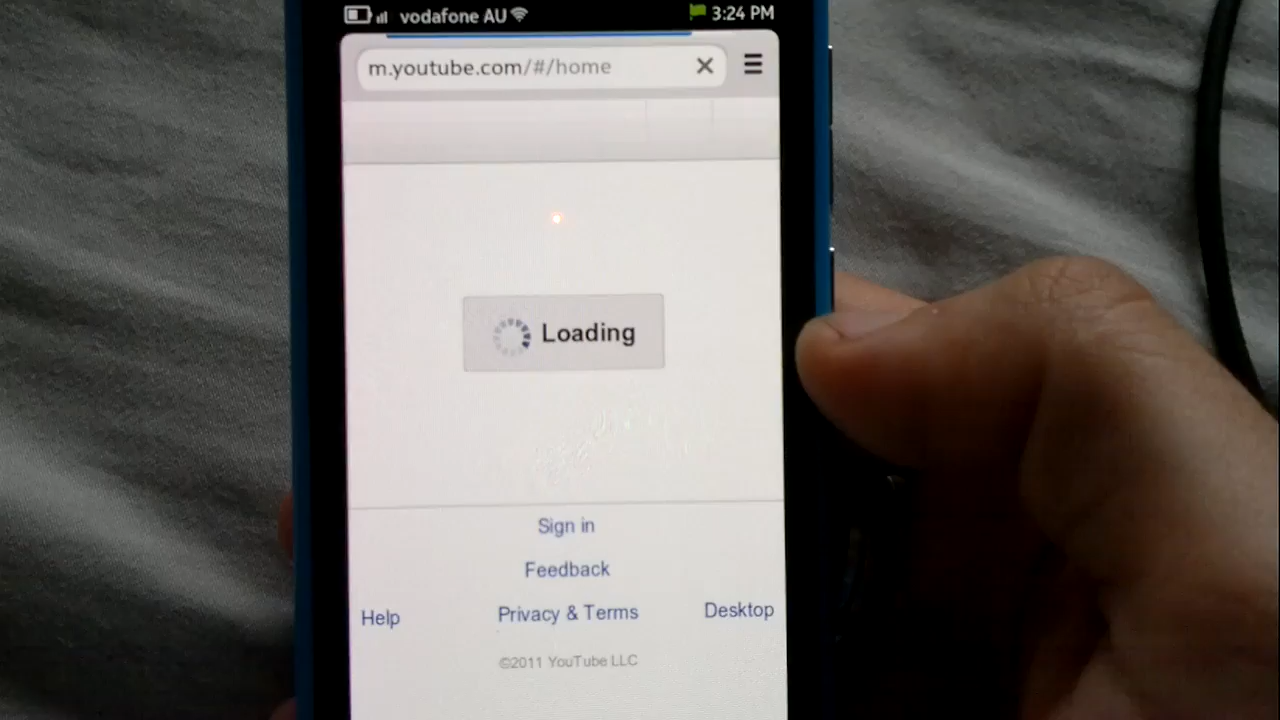 vodafone AU 3:24 PM
m.youtube.com/#/home
Loading
Sign in
Feedback
Help Privacy & Terms Desktop
©2011 YouTube LLC